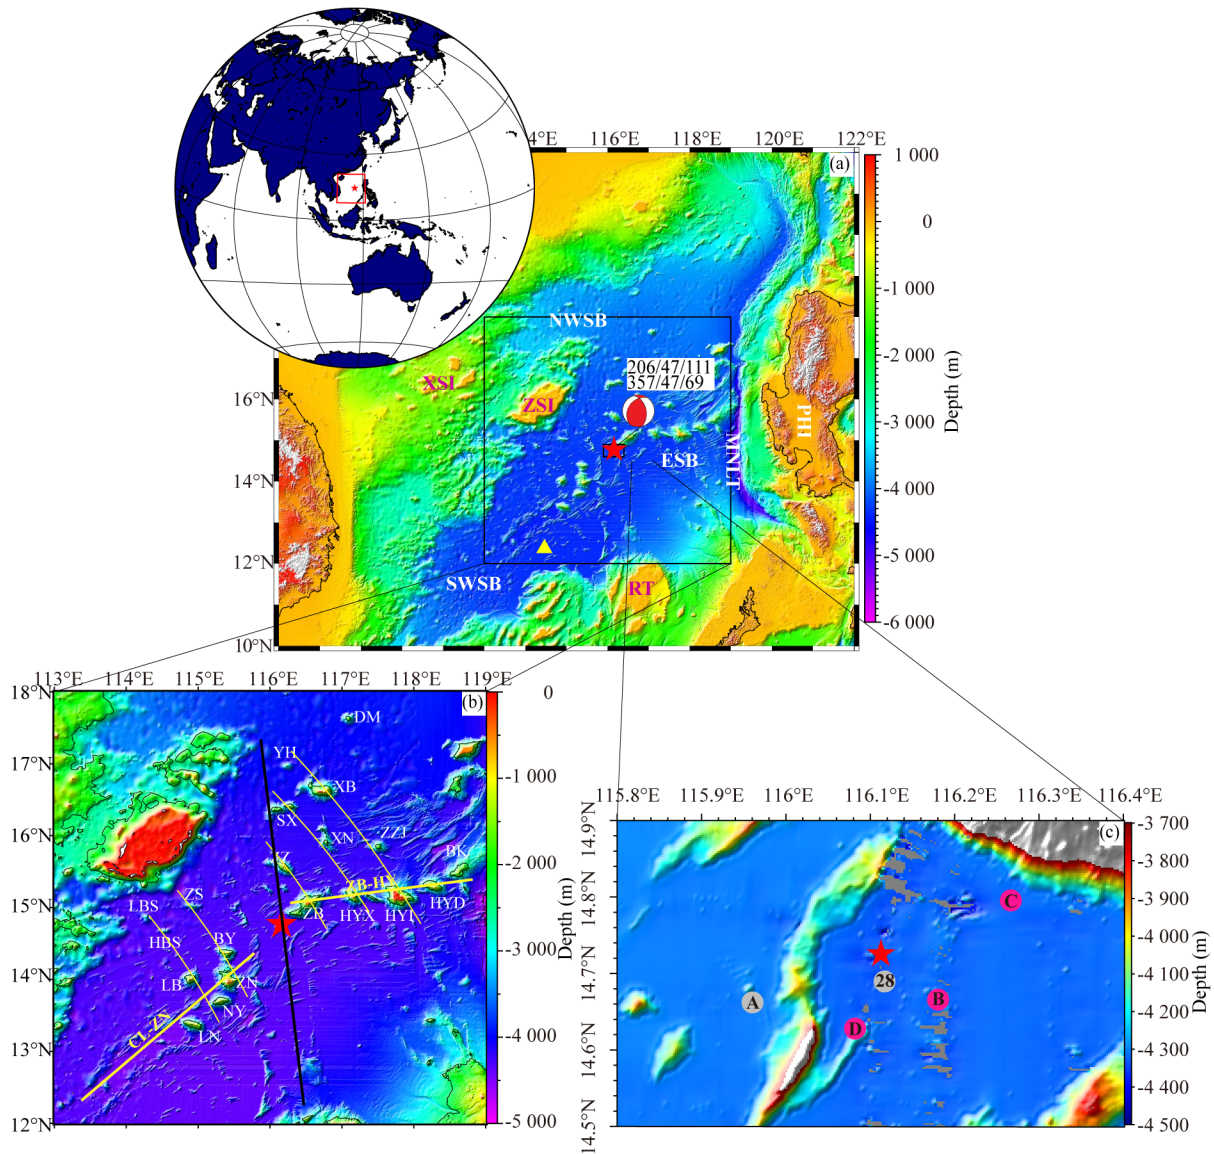 4°E 116°E 118°E 120°E 122°E
(a)
1 000
0
-1 000
-2 000
-3 000
-4 000
-5 000
-6 000
Depth (m)
16°N
14°N
12°N
10°N
NWSB
206/47/111
357/47/69
XSI
ZSI
PHI
MNLT
ESB
SWSB
RT
113°E 114°E 115°E 116°E 117°E 118°E 119°E
18°N
17°N
16°N
15°N
14°N
13°N
12°N
(b)
0
-1 000
-2 000
-3 000
-4 000
-5 000
Depth (m)
DM
YH
XB
SX
XN
ZZJ
BK
ZB
HYX
HYD
LBS
ZS
HBS
BY
LB
ZN
NY
LN
115.8°E 115.9°E 116°E 116.1°E 116.2°E 116.3°E 116.4°E
14.9°N
14.8°N
14.7°N
14.6°N
14.5°N
(c)
-3 700
-3 800
-3 900
-4 000
-4 100
-4 200
-4 300
-4 400
-4 500
Depth (m)
C
28
A
B
D